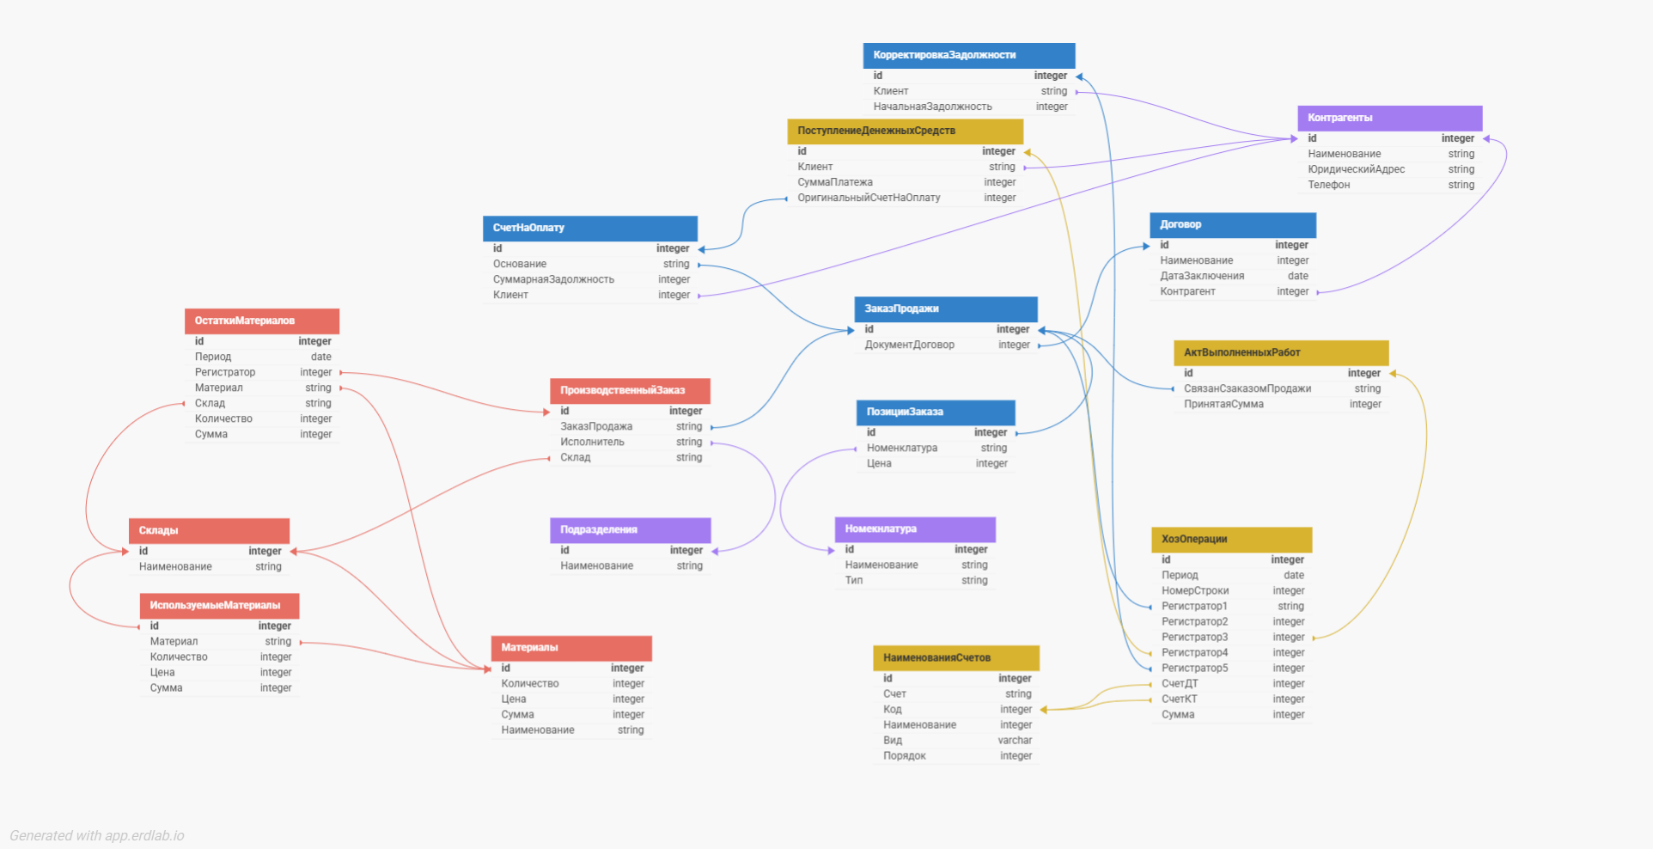 КорректировкаЗадолжности
id integer
Клиент string
НачальнаяЗадолжность integer
ПоступлениеДенежныхСредств
id integer
Клиент string
СуммаПлатежа integer
ОригинальныйСчетНаОплату integer
Контрагенты
id integer
Наименование string
ЮридическийАдрес string
Телефон string
СчетНаОплату
id integer
Основание string
СуммарнаяЗадолжность integer
Клиент integer
Договор
id integer
Наименование integer
ДатаЗаключения date
Контрагент integer
ОстаткиМатериалов
id integer
Период date
Регистратор integer
Материал string
Склад string
Количество integer
Сумма integer
ЗаказПродажи
id integer
ДокументДоговор integer
АктВыполненныхРабот
id integer
СвязанСзаказомПродажи string
ПринятаяСумма integer
ПроизводственныйЗаказ
id integer
ЗаказПродажа string
Исполнитель string
Склад string
ПозицииЗаказа
id integer
Номенклатура string
Цена integer
Склады
id integer
Наименование string
Подразделения
id integer
Наименование string
Номекнлатура
id integer
Наименование string
Тип string
ХозОперации
id integer
Период date
НомерСтроки integer
Регистратор1 string
Регистратор2 integer
Регистратор3 integer
Регистратор4 integer
Регистратор5 integer
СчетДТ integer
СчетКТ integer
Сумма integer
ИспользуемыеМатериалы
id integer
Материал string
Количество integer
Цена integer
Сумма integer
Материалы
id integer
Количество integer
Цена integer
Сумма integer
Наименование string
НаименованияСчетов
id integer
Счет string
Код integer
Наименование integer
Вид varchar
Порядок integer
Generated with app.erdlab.io